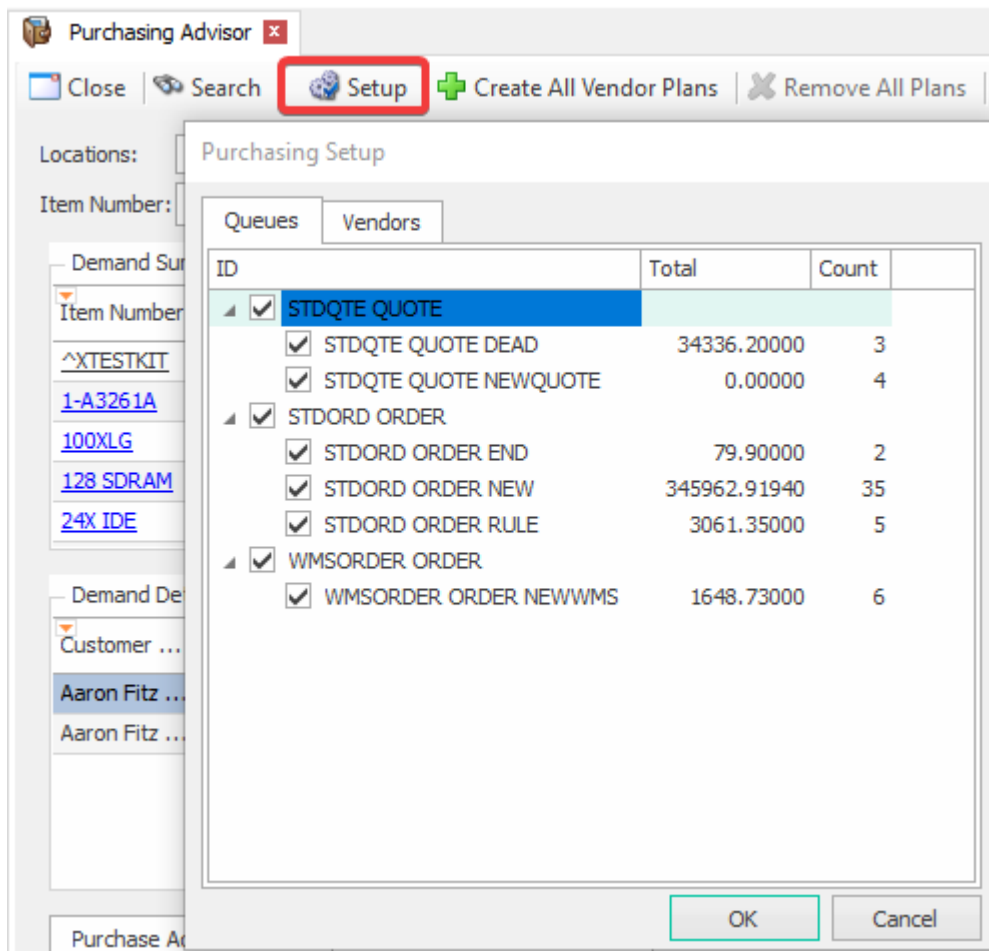 Purchasing Advisor
Close Search Setup Create All Vendor Plans Remove All Plans
Locations:
Item Number:
Demand Sur
Item Number
^XTESTKIT
1-A3261A
100XLG
128 SDRAM
24X IDE
Demand De
Customer ...
Aaron Fitz ...
Aaron Fitz ...
Purchase Ad
Purchasing Setup
Queues Vendors
ID Total Count
STDQTE QUOTE
STDQTE QUOTE DEAD 34336.20000 3
STDQTE QUOTE NEWQUOTE 0.00000 4
STDORD ORDER
STDORD ORDER END 79.90000 2
STDORD ORDER NEW 345962.91940 35
STDORD ORDER RULE 3061.35000 5
WMSORDER ORDER
WMSORDER ORDER NEWWMS 1648.73000 6
OK Cancel